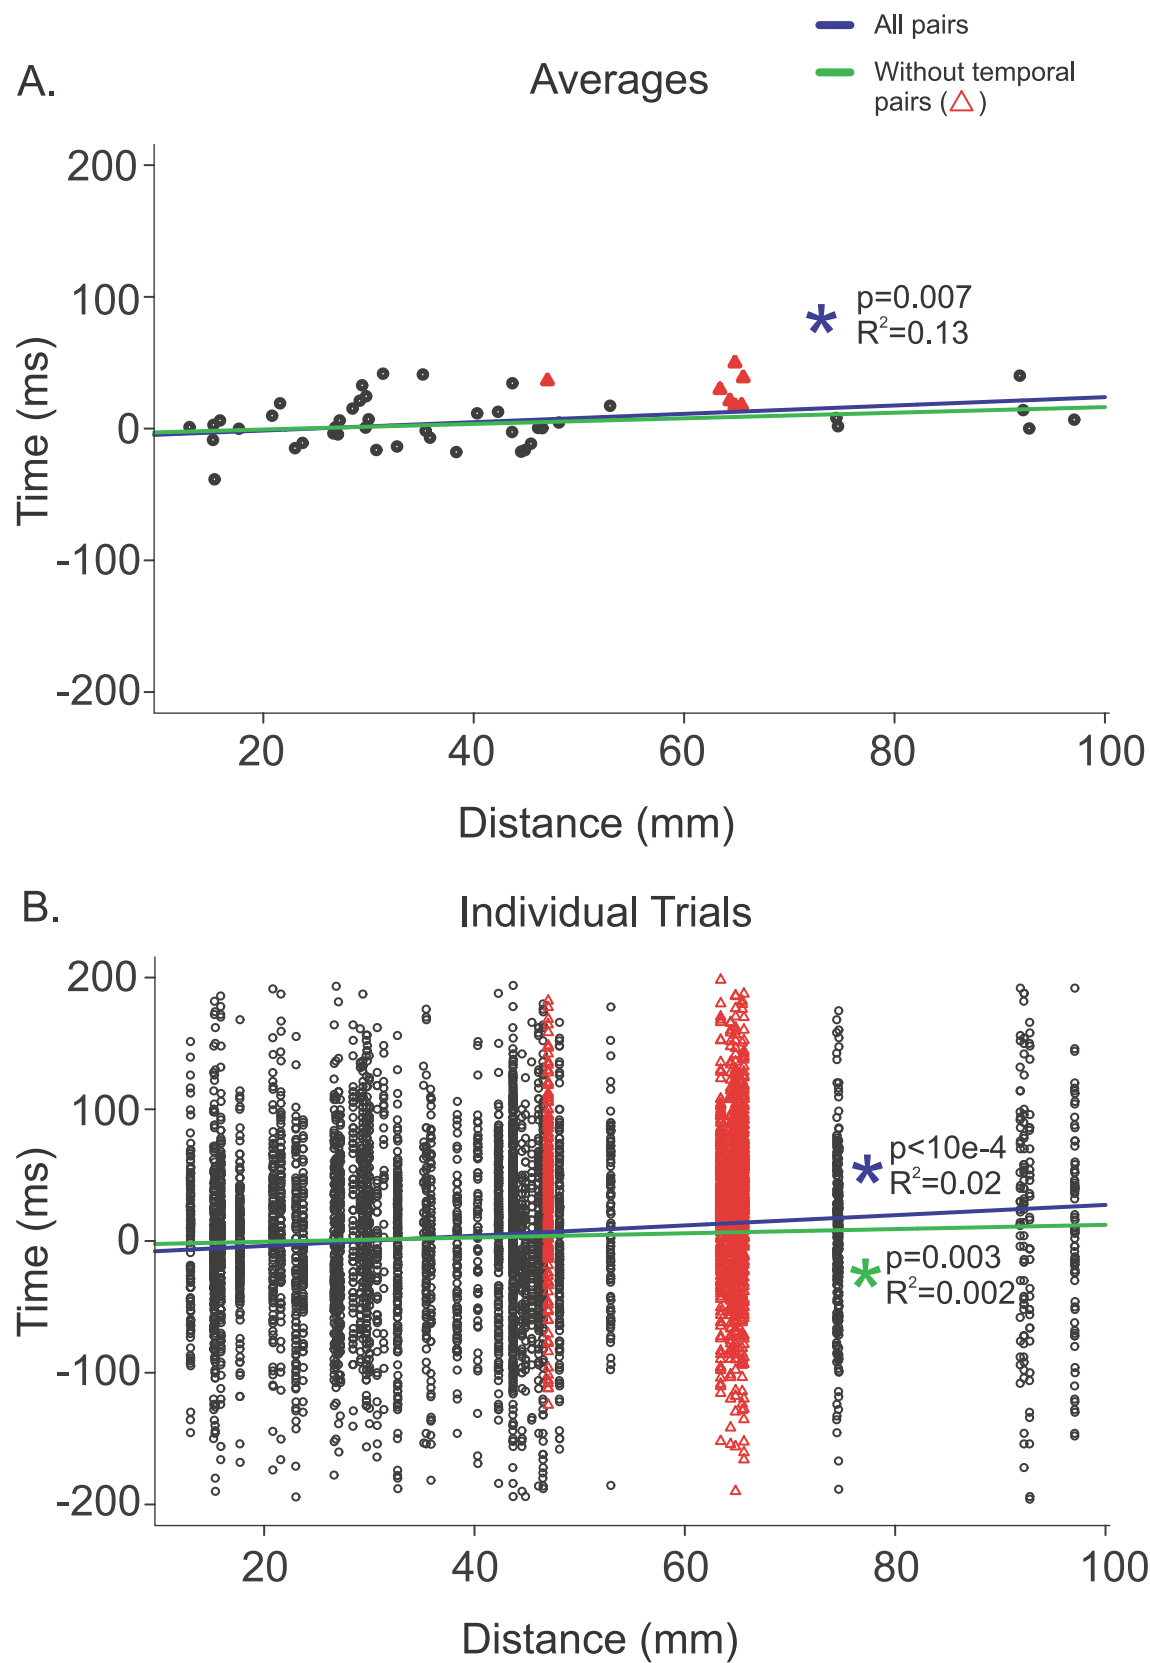 All pairs
Without temporal
pairs (△)
A.
Averages
200
100
0
-100
-200
Time (ms)
p=0.007
R²=0.13
20 40 60 80 100
Distance (mm)
B.
Individual Trials
200
100
0
-100
-200
Time (ms)
p<10e-4
R²=0.02
p=0.003
R²=0.002
20 40 60 80 100
Distance (mm)